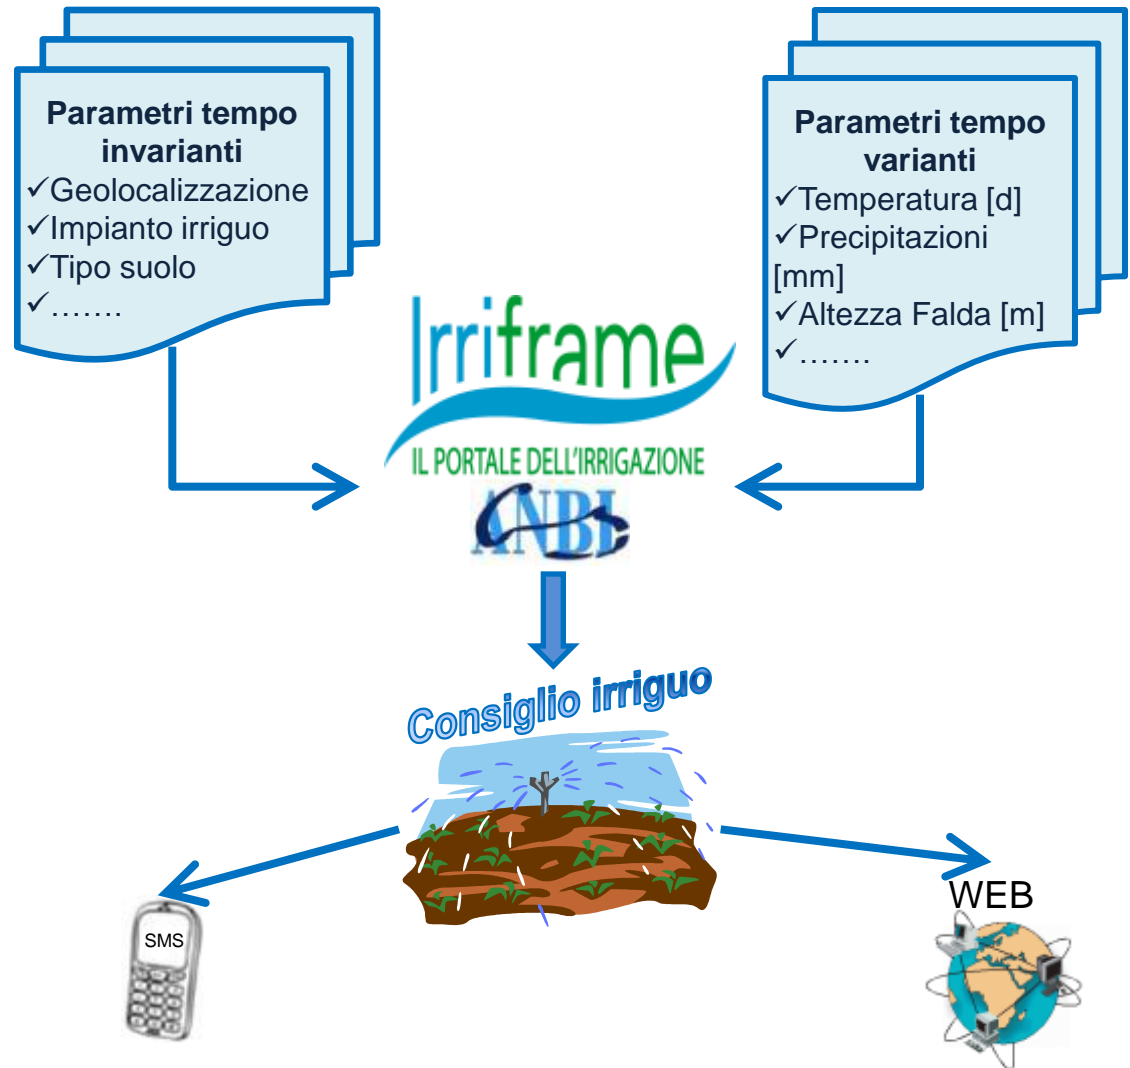 Parametri tempo
invarianti
✓Geolocalizzazione
✓Impianto irriguo
✓Tipo suolo
✓…….
Parametri tempo
varianti
✓Temperatura [d]
✓Precipitazioni
[mm]
✓Altezza Falda [m]
✓…….
Irriframe
IL PORTALE DELL'IRRIGAZIONE
ANBI
Consiglio irriguo
SMS
WEB